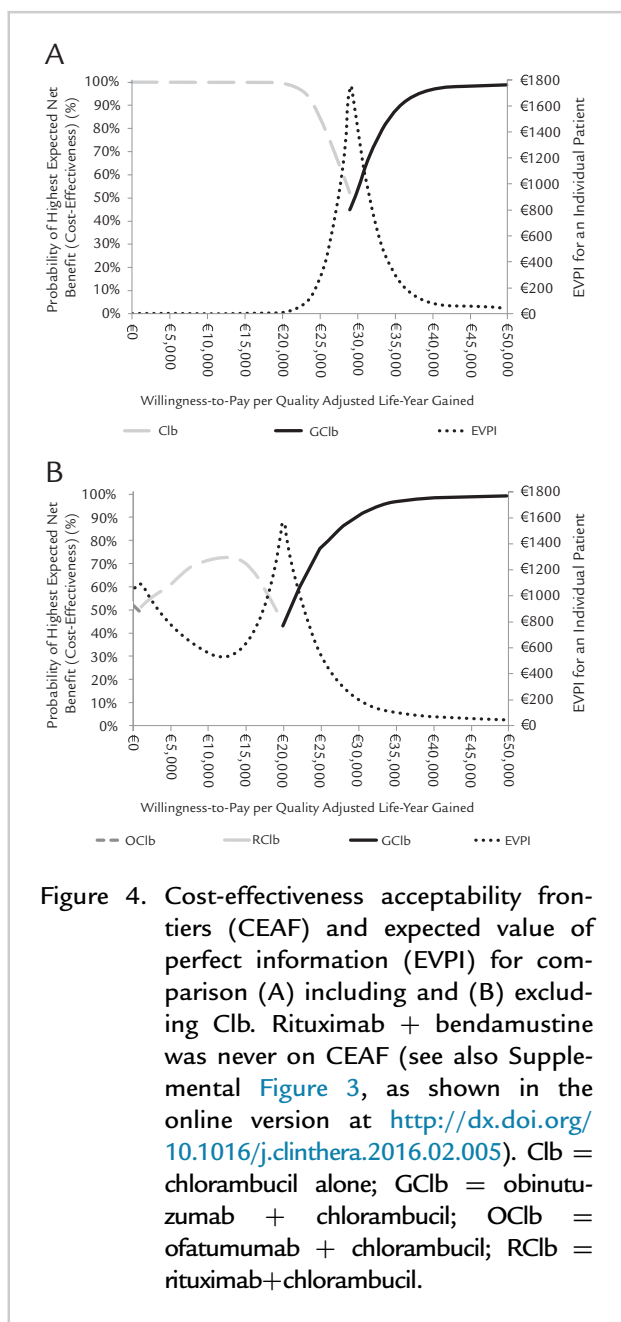 A
Probability of Highest Expected Net
Benefit (Cost-Effectiveness) (%)
100%
90%
80%
70%
60%
50%
40%
30%
20%
10%
0%
€1800
€1600
€1400
€1200
€1000
€800
€600
€400
€200
€0
EVPI for an Individual Patient
€0
€5,000
€10,000
€15,000
€20,000
€25,000
€30,000
€35,000
€40,000
€45,000
€50,000
Willingness-to-Pay per Quality Adjusted Life-Year Gained
Clb GClb EVPI
B
Probability of Highest Expected Net
Benefit (Cost-Effectiveness) (%)
100%
90%
80%
70%
60%
50%
40%
30%
20%
10%
0%
€1800
€1600
€1400
€1200
€1000
€800
€600
€400
€200
€0
EVPI for an Individual Patient
€0
€5,000
€10,000
€15,000
€20,000
€25,000
€30,000
€35,000
€40,000
€45,000
€50,000
Willingness-to-Pay per Quality Adjusted Life-Year Gained
OClb RClb GClb EVPI
Figure 4. Cost-effectiveness acceptability fron-
tiers (CEAF) and expected value of
perfect information (EVPI) for com-
parison (A) including and (B) exclud-
ing Clb. Rituximab + bendamustine
was never on CEAF (see also Supple-
mental Figure 3, as shown in the
online version at http://dx.doi.org/
10.1016/j.clinthera.2016.02.005). Clb =
chlorambucil alone; GClb = obinutu-
zumab + chlorambucil; OClb =
ofatumumab + chlorambucil; RClb =
rituximab+chlorambucil.